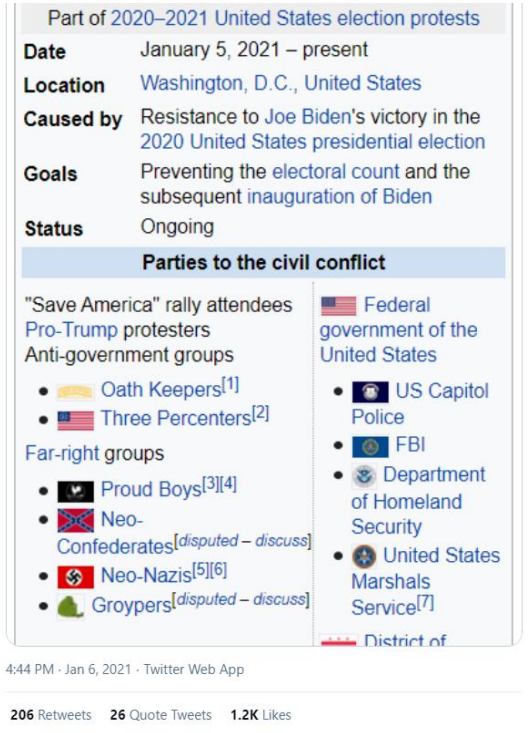 Part of 2020–2021 United States election protests
Date January 5, 2021 – present
Location Washington, D.C., United States
Caused by Resistance to Joe Biden's victory in the
2020 United States presidential election
Goals Preventing the electoral count and the
subsequent inauguration of Biden
Status Ongoing
Parties to the civil conflict
"Save America" rally attendees
Pro-Trump protesters
Anti-government groups
Oath Keepers[1]
Three Percenters[2]
Far-right groups
Proud Boys[3][4]
Neo-
Confederates[disputed – discuss]
Neo-Nazis[5][6]
Groypers[disputed – discuss]
Federal
government of the
United States
US Capitol
Police
FBI
Department
of Homeland
Security
United States
Marshals
Service[7]
District of
4:44 PM · Jan 6, 2021 · Twitter Web App
206 Retweets 26 Quote Tweets 1.2K Likes